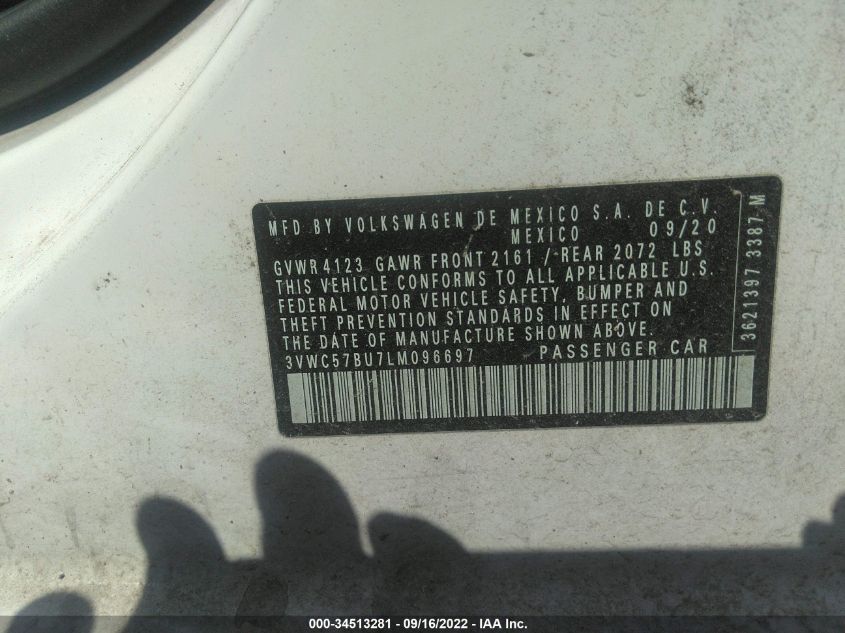 MFD BY VOLKSWAGEN DE MEXICO S.A. DE C.V.
MEXICO 09/20
GVWR 4123 GAWR FRONT 2161 / REAR 2072 LBS
THIS VEHICLE CONFORMS TO ALL APPLICABLE U.S.
FEDERAL MOTOR VEHICLE SAFETY, BUMPER AND
THEFT PREVENTION STANDARDS IN EFFECT ON
THE DATE OF MANUFACTURE SHOWN ABOVE.
3VWC57BU7LM096697 PASSENGER CAR
3621397 3387 M
000-34513281 - 09/16/2022 - IAA Inc.